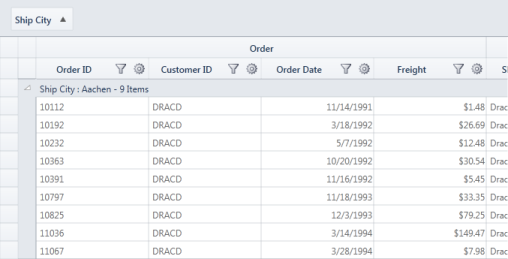 Ship City
Order
Order ID Customer ID Order Date Freight
Ship City : Aachen - 9 Items
10112 DRACD 11/14/1991 $1.48 Drac
10192 DRACD 3/18/1992 $26.69 Drac
10232 DRACD 5/7/1992 $12.48 Drac
10363 DRACD 10/20/1992 $30.54 Drac
10391 DRACD 11/16/1992 $5.45 Drac
10797 DRACD 11/18/1993 $33.35 Drac
10825 DRACD 12/3/1993 $79.25 Drac
11036 DRACD 3/14/1994 $149.47 Drac
11067 DRACD 3/28/1994 $7.98 Drac